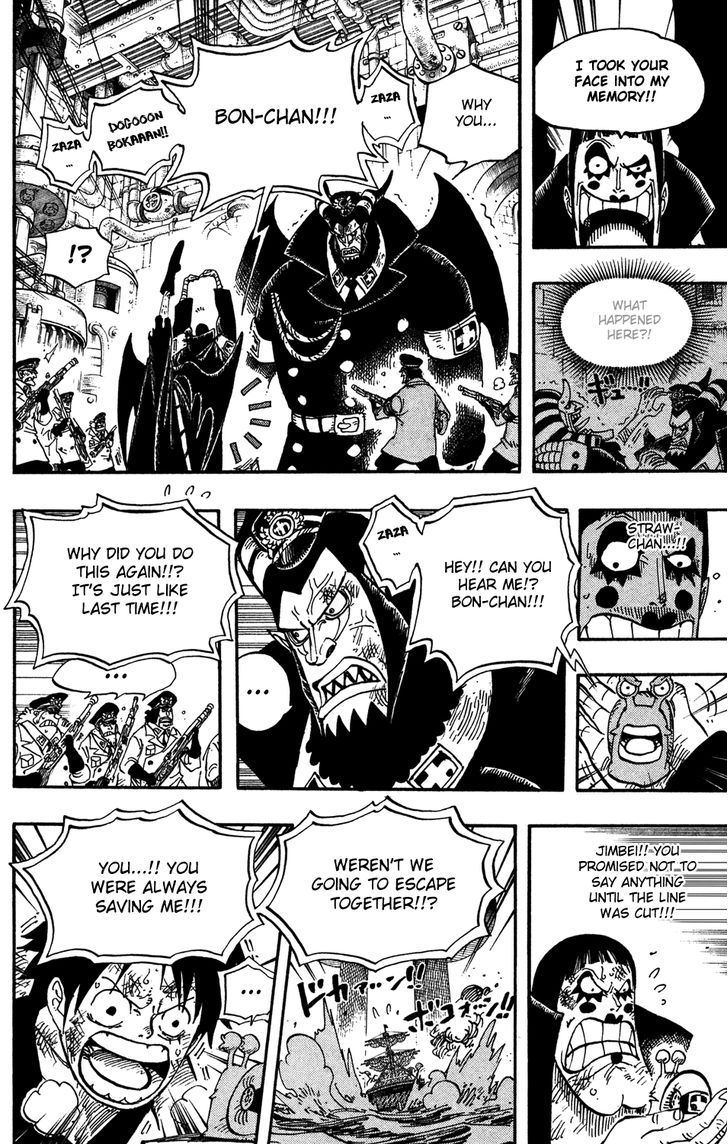 I TOOK YOUR
FACE INTO MY
MEMORY!!
WHAT
HAPPENED
HERE?!
ギュ
WHY
YOU...
ZAZA
...
BON-CHAN!!!
DOGOOON
BOKAAAN!!
ZAZA
...
!?
STRAW-
CHAN...!!
ZAZA
...
HEY!! CAN YOU
HEAR ME!?
BON-CHAN!!!
...
WHY DID YOU DO
THIS AGAIN!!?
IT'S JUST LIKE
LAST TIME!!!
...
JIMBEI!! YOU
PROMISED NOT TO
SAY ANYTHING
UNTIL THE LINE
WAS CUT!!!
WEREN'T WE
GOING TO ESCAPE
TOGETHER!!?
YOU...!! YOU
WERE ALWAYS
SAVING ME!!!
...